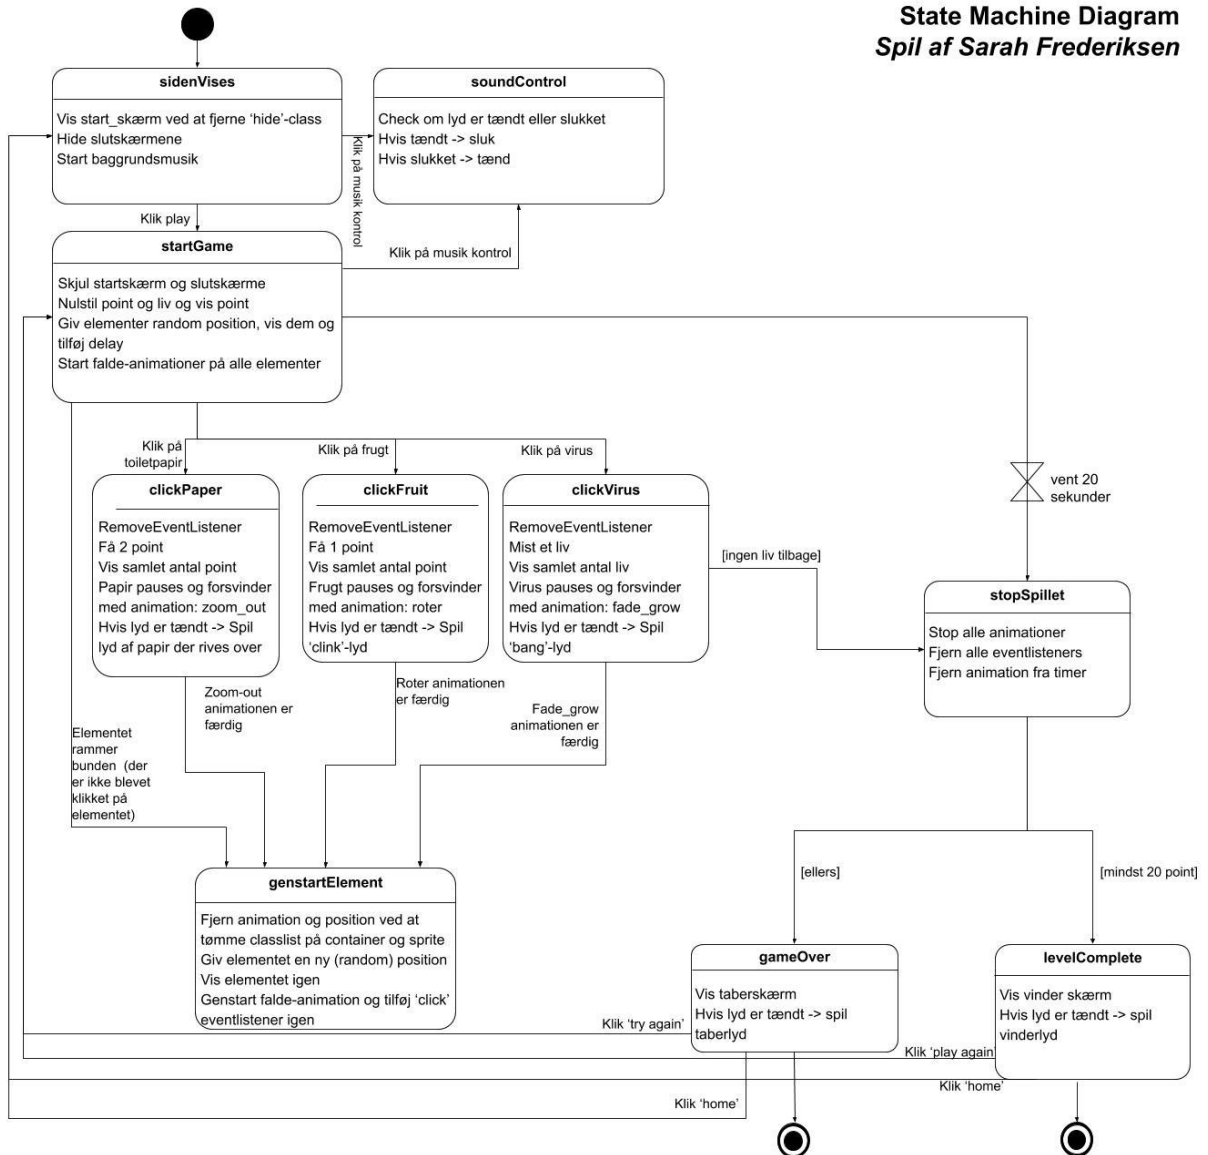 State Machine Diagram
Spil af Sarah Frederiksen
sidenVises
Vis start_skærm ved at fjerne ‘hide’-class
Hide slutskærmene
Start baggrundsmusik
soundControl
Check om lyd er tændt eller slukket
Hvis tændt -> sluk
Hvis slukket -> tænd
Klik på musik kontrol
Klik play
Klik på musik kontrol
startGame
Skjul startskærm og slutskærme
Nulstil point og liv og vis point
Giv elementer random position, vis dem og
tilføj delay
Start falde-animationer på alle elementer
Klik på
toiletpapir
Klik på frugt
Klik på virus
vent 20
sekunder
clickPaper
RemoveEventListener
Få 2 point
Vis samlet antal point
Papir pauses og forsvinder
med animation: zoom_out
Hvis lyd er tændt -> Spil
lyd af papir der rives over
clickFruit
RemoveEventListener
Få 1 point
Vis samlet antal point
Frugt pauses og forsvinder
med animation: roter
Hvis lyd er tændt -> Spil
‘clink’-lyd
clickVirus
RemoveEventListener
Mist et liv
Vis samlet antal liv
Virus pauses og forsvinder
med animation: fade_grow
Hvis lyd er tændt -> Spil
‘bang’-lyd
[ingen liv tilbage]
stopSpillet
Stop alle animationer
Fjern alle eventlisteners
Fjern animation fra timer
Zoom-out
animationen er
færdig
Roter animationen
er færdig
Fade_grow
animationen er
færdig
Elementet
rammer
bunden (der
er ikke blevet
klikket på
elementet)
[ellers]
[mindst 20 point]
genstartElement
Fjern animation og position ved at
tømme classlist på container og sprite
Giv elementet en ny (random) position
Vis elementet igen
Genstart falde-animation og tilføj ‘click’
eventlistener igen
gameOver
Vis taberskærm
Hvis lyd er tændt -> spil
taberlyd
levelComplete
Vis vinder skærm
Hvis lyd er tændt -> spil
vinderlyd
Klik ‘try again’
Klik ‘play again’
Klik ‘home’
Klik ‘home’